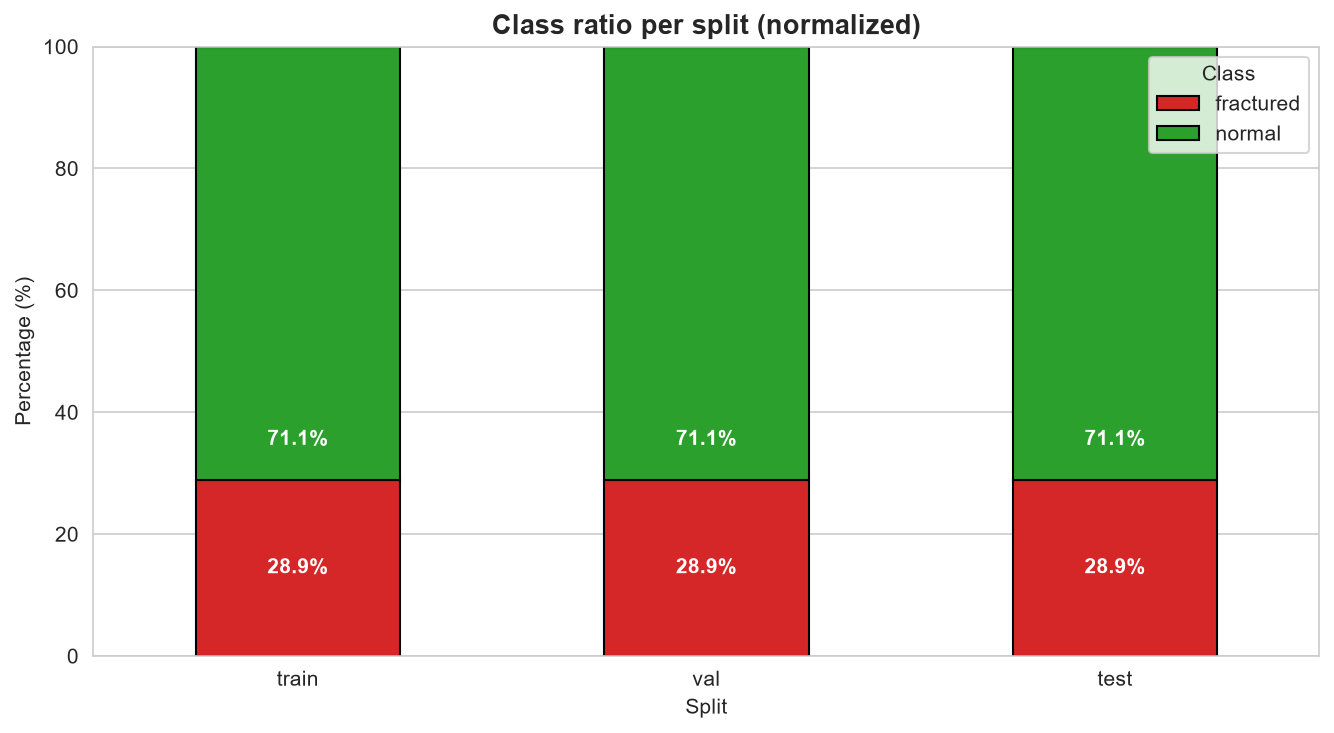 Class ratio per split (normalized)
Percentage (%)
100
80
60
40
20
0
Class
fractured
normal
71.1%
71.1%
71.1%
28.9%
28.9%
28.9%
train
val
test
Split